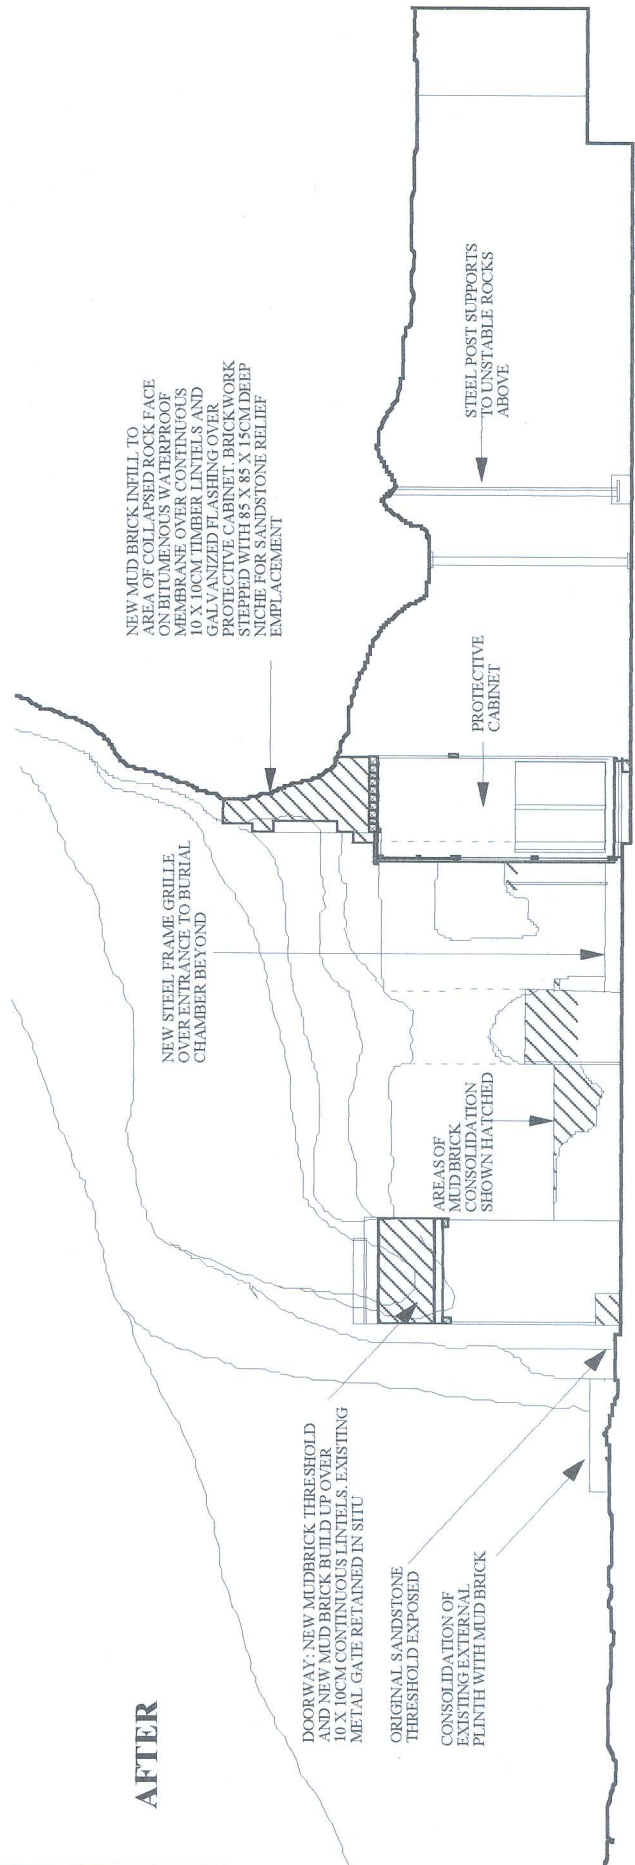 AFTER
DOORWAY: NEW MUDBRICK THRESHOLD
AND NEW MUD BRICK BUILD UP OVER
10 X 10CM CONTINUOUS LINTELS. EXISTING
METAL GATE RETAINED IN SITU
ORIGINAL SANDSTONE
THRESHOLD EXPOSED
CONSOLIDATION OF
EXISTING EXTERNAL
PLINTH WITH MUD BRICK
NEW STEEL FRAME GRILLE
OVER ENTRANCE TO BURIAL
CHAMBER BEYOND
AREAS OF
MUD BRICK
CONSOLIDATION
SHOWN HATCHED
NEW MUD BRICK INFILL TO
AREA OF COLLAPSED ROCK FACE
ON BITUMENOUS WATERPROOF
MEMBRANE OVER CONTINUOUS
10 X 10CM TIMBER LINTELS AND
GALVANIZED FLASHING OVER
PROTECTIVE CABINET. BRICKWORK
STEPPED WITH 85 X 85 X 15CM DEEP
NICHE FOR SANDSTONE RELIEF
EMPLACEMENT
PROTECTIVE
CABINET
STEEL POST SUPPORTS
TO UNSTABLE ROCKS
ABOVE